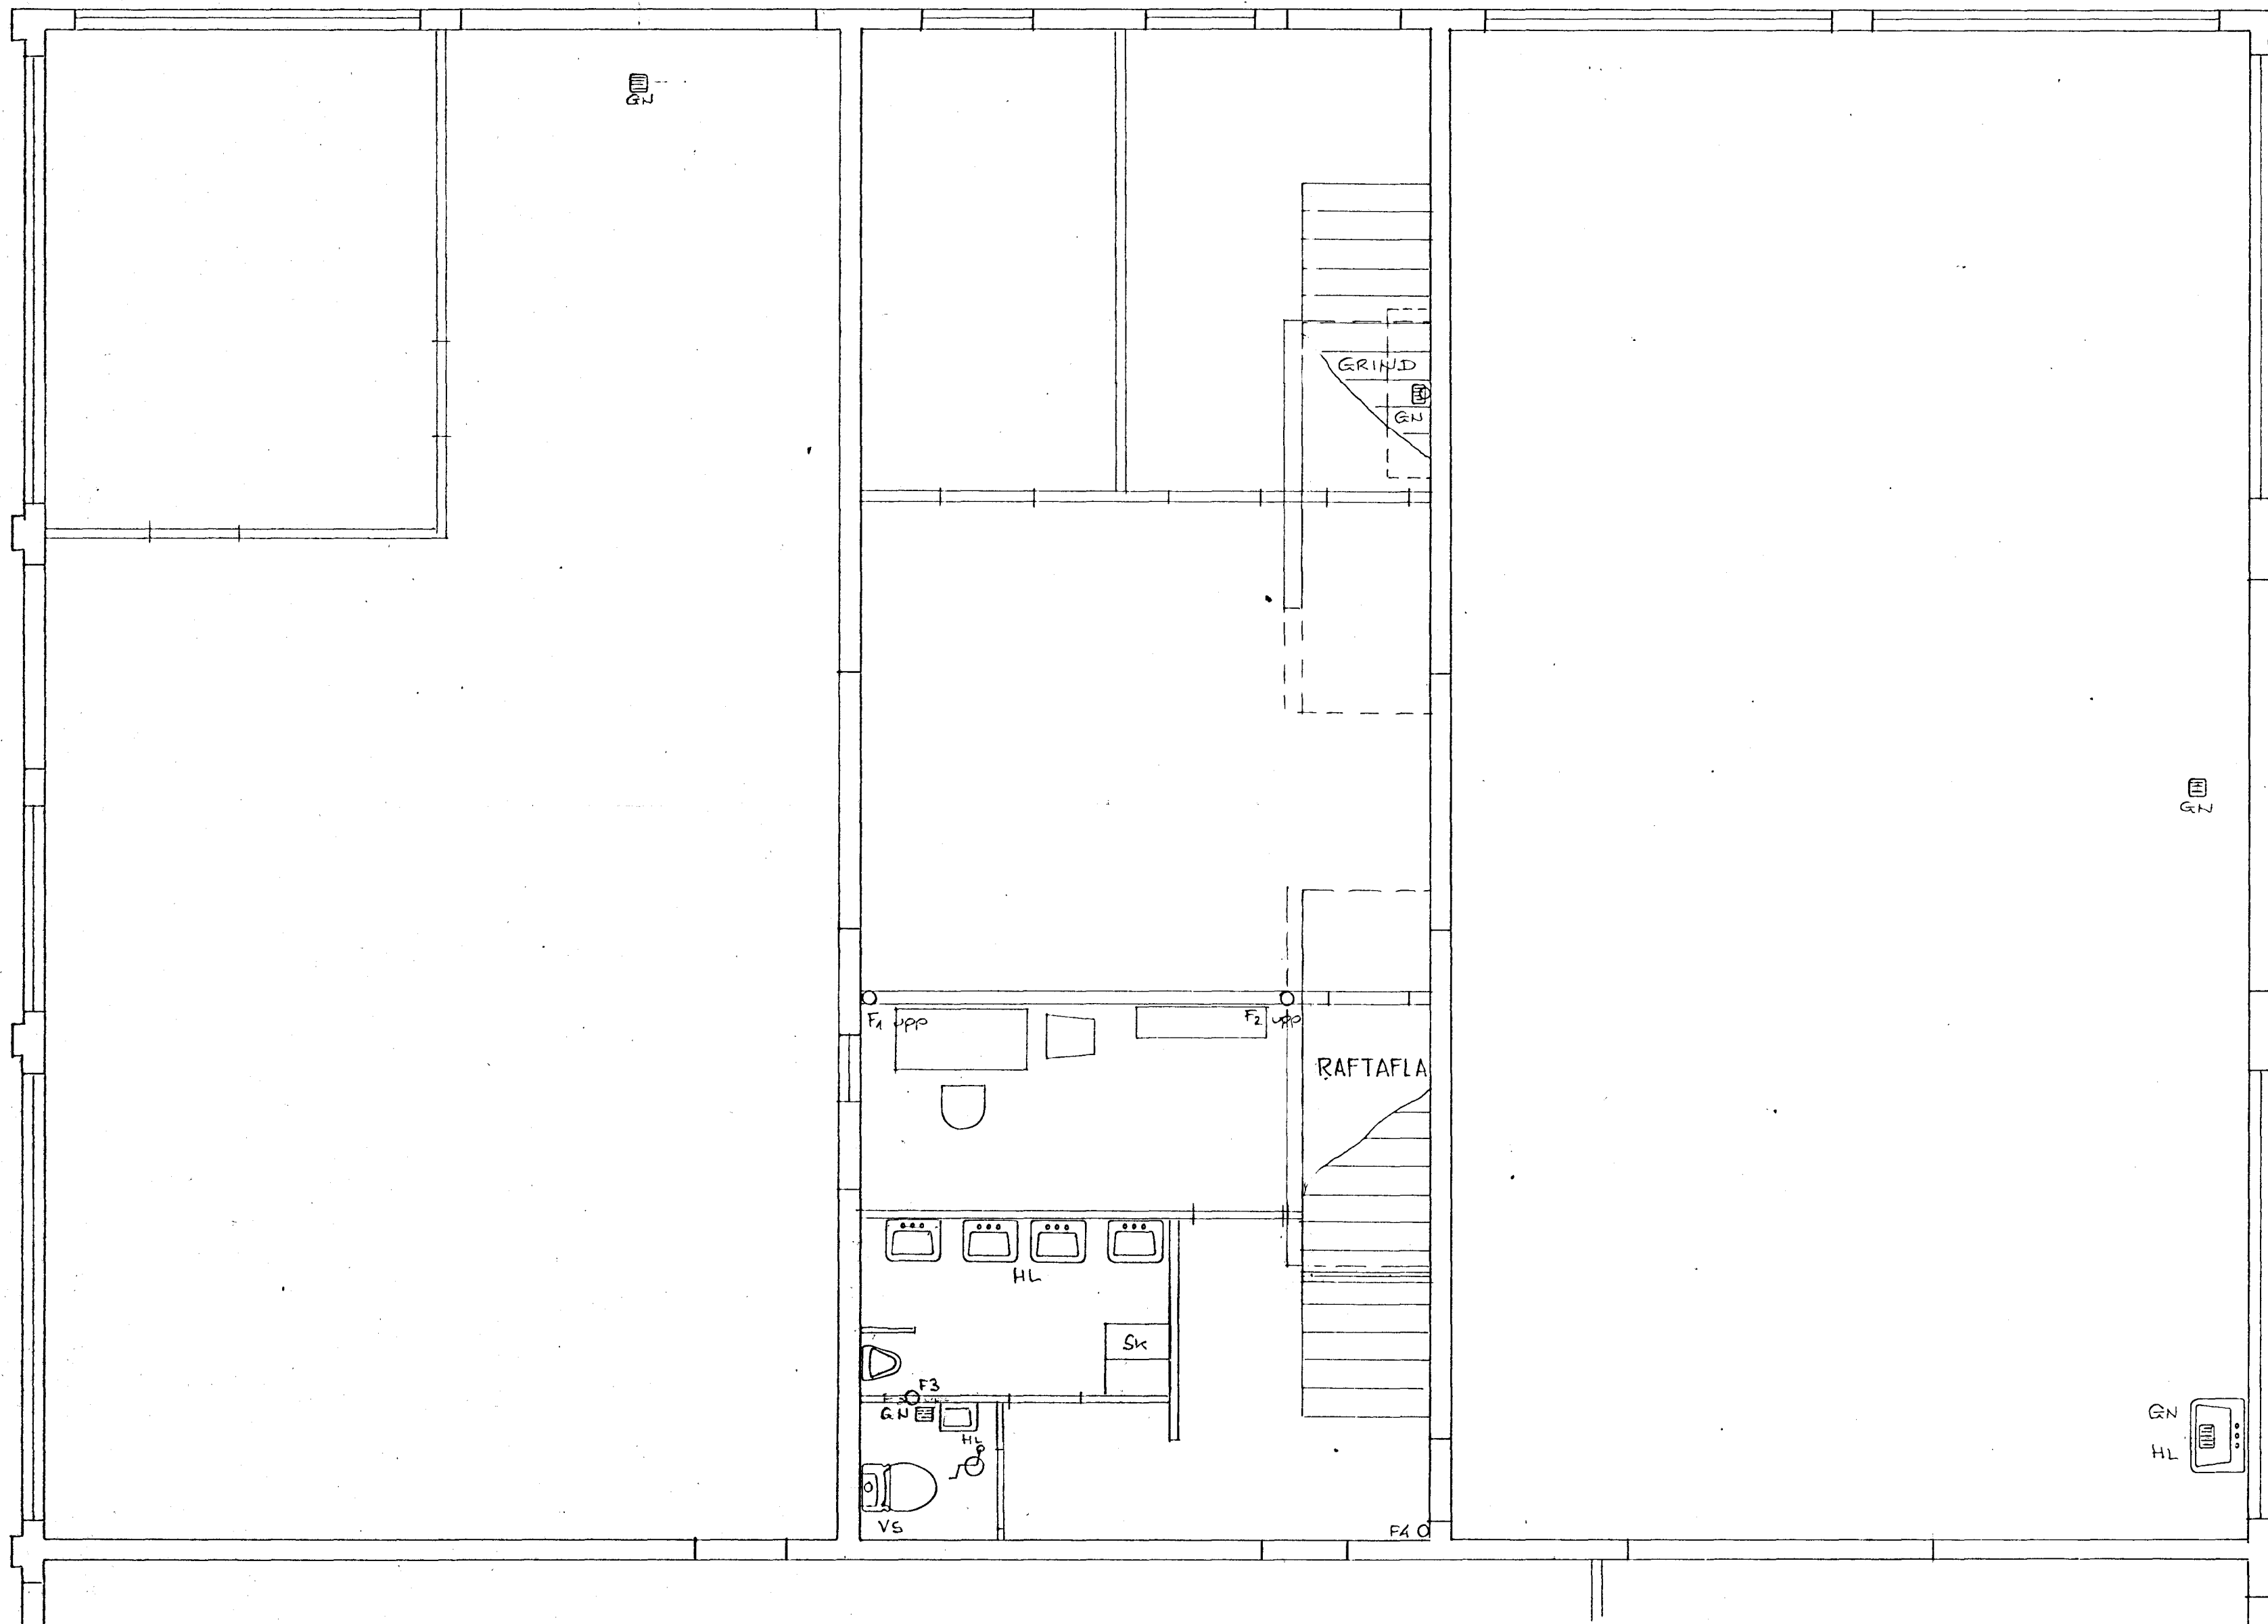 GN
GRIND
GN
GN
F1 upp
F2 upp
RAFTAFLA
HL
SK
F3
GN
HL
VS
F4
GN
HL